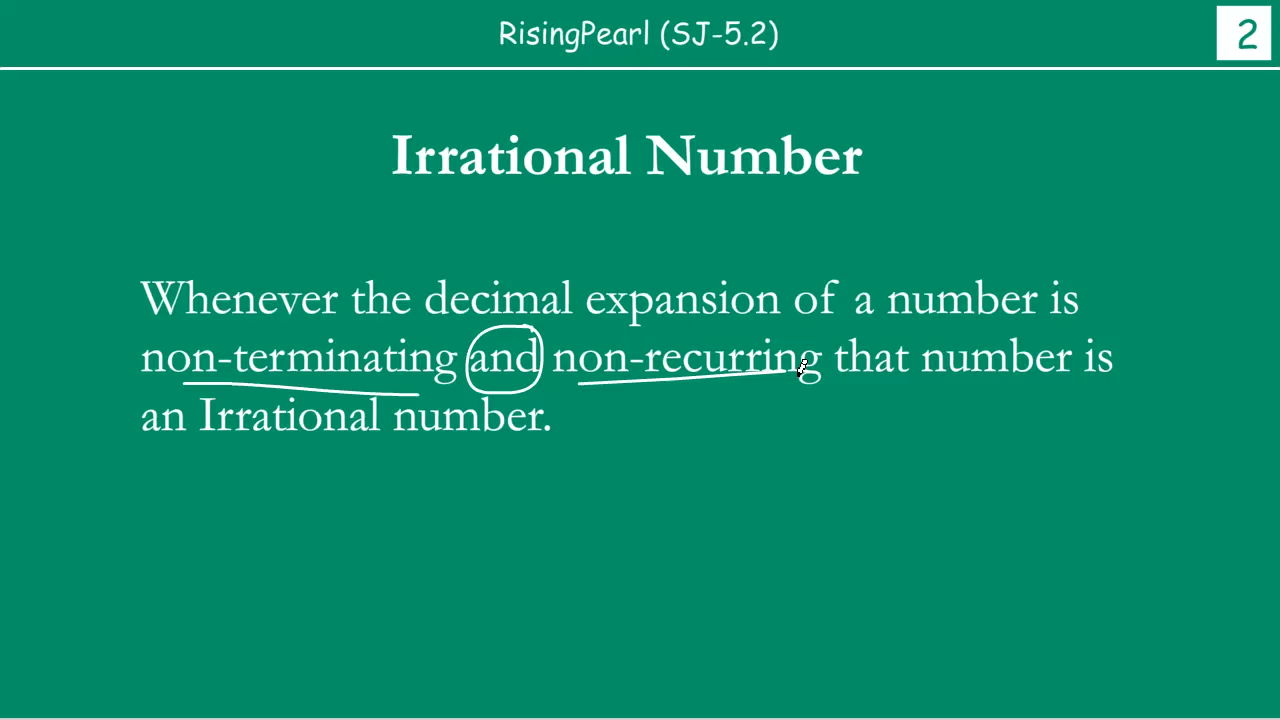 RisingPearl (SJ-5.2)
2
Irrational Number
Whenever the decimal expansion of a number is
non-terminating and non-recurring that number is
an Irrational number.